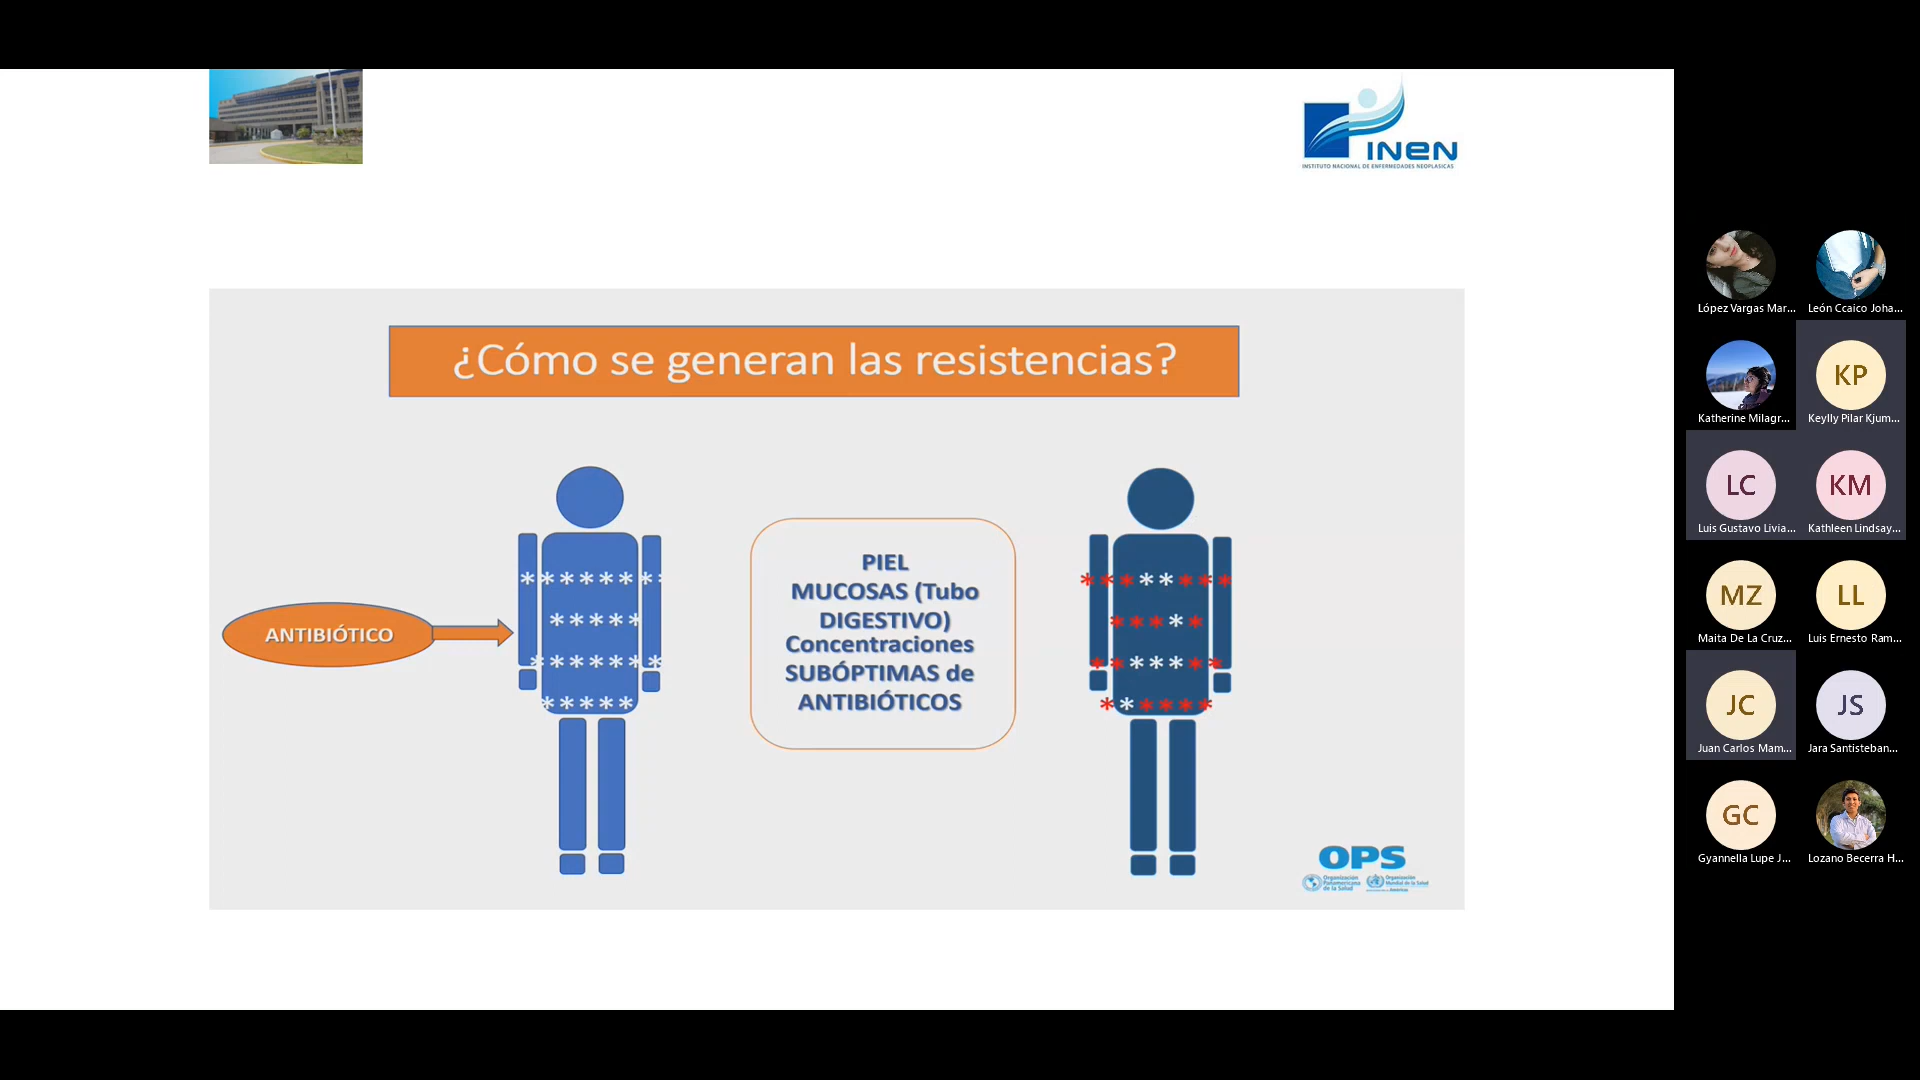 INEN
INSTITUTO NACIONAL DE ENFERMEDADES NEOPLASICAS
¿Cómo se generan las resistencias?
ANTIBIÓTICO
* * * * * * * *
* * * * *
* * * * * * *
* * * * *
PIEL
MUCOSAS (Tubo
DIGESTIVO)
Concentraciones
SUBÓPTIMAS de
ANTIBIÓTICOS
* * * * * * * *
* * * * *
* * * * * * *
* * * * * *
OPS
Organización
Panamericana
de la Salud
Organización
Mundial de la Salud
López Vargas Mar...
León Ccaico Joha...
Katherine Milagr...
KP
Keylly Pilar Kjum...
LC
Luis Gustavo Livia...
KM
Kathleen Lindsay...
MZ
Maita De La Cruz...
LL
Luis Ernesto Ram...
JC
Juan Carlos Mam...
JS
Jara Santisteban...
GC
Gyannella Lupe J...
Lozano Becerra H...